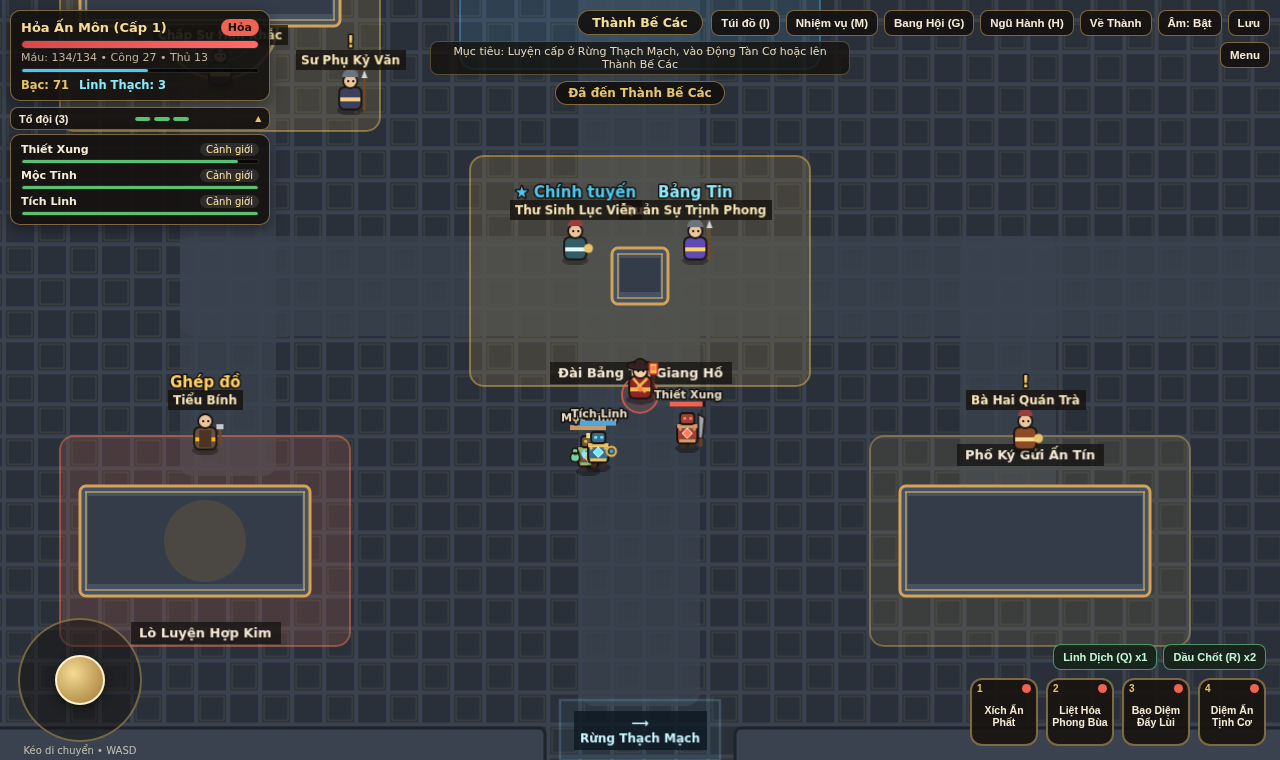 Hỏa Ấn Môn (Cấp 1)
Hỏa
Máu: 134/134 • Công 27 • Thủ 13
Bạc: 71 Linh Thạch: 3
Tổ đội (3)
▲
Thiết Xung
Cảnh giới
Mộc Tinh
Cảnh giới
Tích Linh
Cảnh giới
!
Sư Phụ Kỷ Văn
Thành Bế Các
Túi đồ (I)
Nhiệm vụ (M)
Bang Hội (G)
Ngũ Hành (H)
Về Thành
Âm: Bật
Lưu
Menu
Mục tiêu: Luyện cấp ở Rừng Thạch Mạch, vào Động Tàn Cơ hoặc lên
Thành Bế Các
Đã đến Thành Bế Các
★ Chính tuyến
Bảng Tin
Thư Sinh Lục Viễn
ản Sự Trịnh Phong
Đài Bảng
Giang Hồ
Thiết Xung
Tích Linh
Ghép đồ
Tiểu Bính
!
Bà Hai Quán Trà
Phố Ký Gửi Ấn Tín
Lò Luyện Hợp Kim
→
Rừng Thạch Mạch
Kéo di chuyển • WASD
Linh Dịch (Q) x1
Dầu Chốt (R) x2
1
Xích Ấn
Phất
2
Liệt Hỏa
Phong Bùa
3
Bạo Diệm
Đẩy Lùi
4
Diệm Ấn
Tịnh Cơ